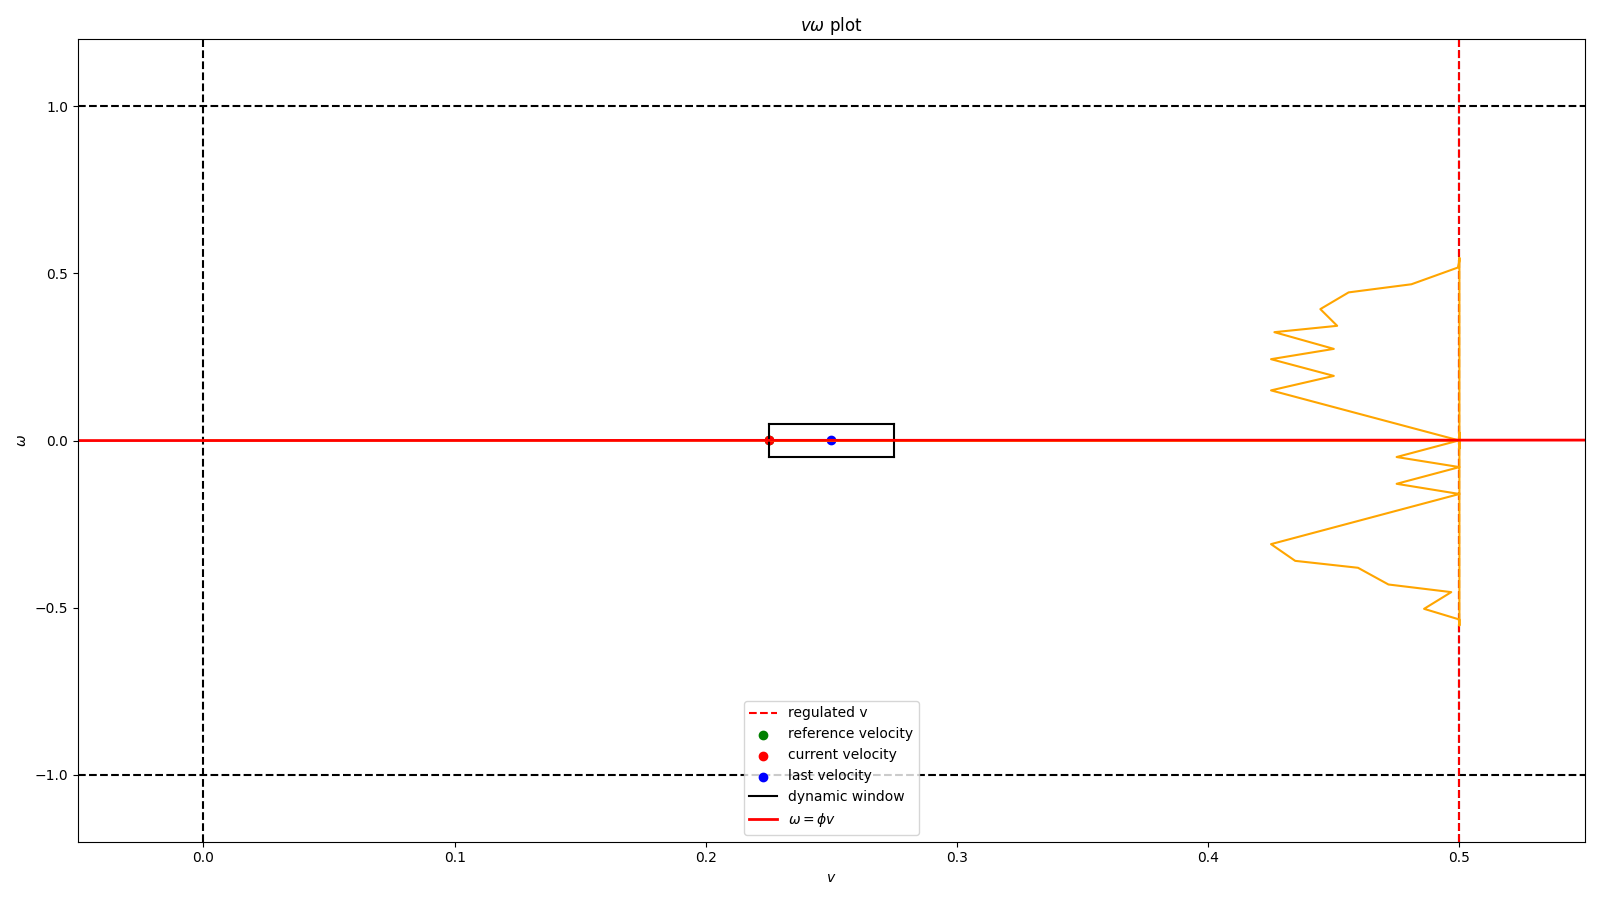 vω plot
1.0
0.5
0.0
−0.5
−1.0
ω
regulated v
reference velocity
current velocity
last velocity
dynamic window
ω = ϕv
0.0 0.1 0.2 0.3 0.4 0.5
v